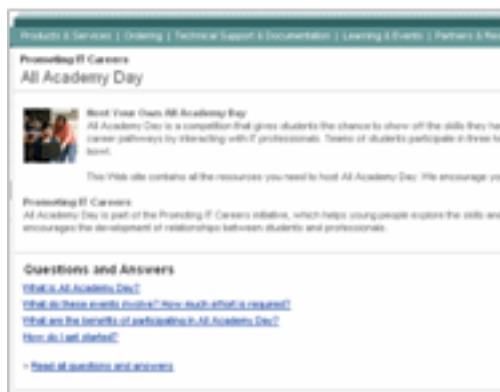 Products & Services | Ordering | Technical Support & Documentation | Learning & Events | Partners &
Promoting IT Careers
All Academy Day
Host Your Own All Academy Day
All Academy Day is a competition that gives students the chance to show off the skills they
career pathways by interacting with IT professionals. Teams of students participate in three
bowl.
This Web site contains all the resources you need to host All Academy Day. We encourage
Promoting IT Careers
All Academy Day is part of the Promoting IT Careers initiative, which helps young people explore the skills and
encourages the development of relationships between students and professionals.
Questions and Answers
What is All Academy Day?
What do these events involve? How much effort is required?
What are the benefits of participating in All Academy Day?
How do I get started?
> Read all questions and answers